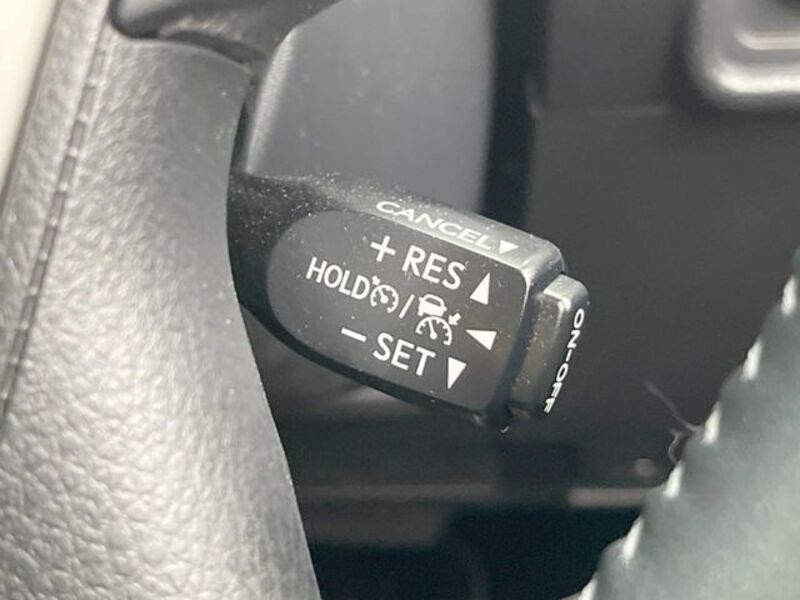 CANCEL▼
+ RES ▲
HOLD / ◀
− SET ▼
ON-OFF